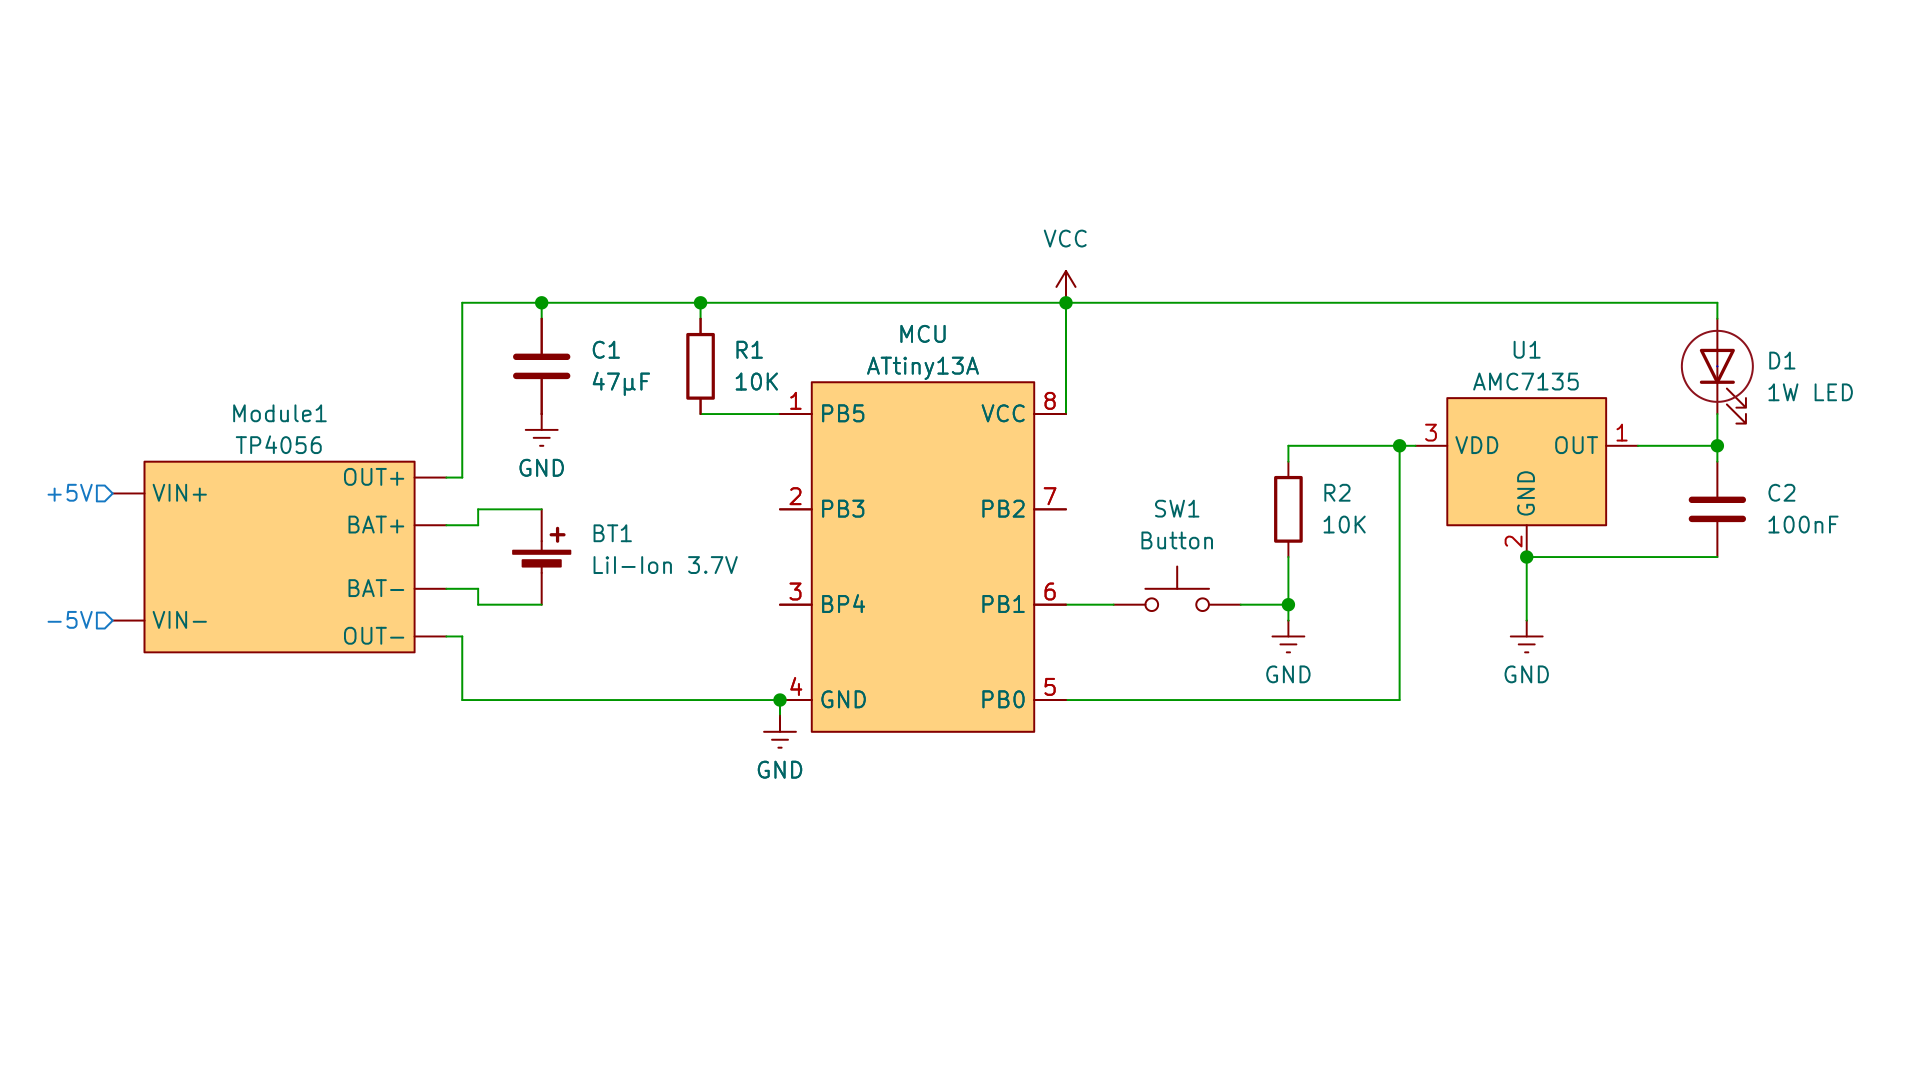 VCC
MCU
ATtiny13A
C1
47µF
R1
10K
U1
AMC7135
D1
1W LED
Module1
TP4056
1
PB5
VCC
8
GND
3
VDD
OUT
1
GND
2
+5V
VIN+
OUT+
BAT+
BAT-
VIN-
OUT-
-5V
BT1
Lil-Ion 3.7V
2
PB3
PB2
7
SW1
Button
R2
10K
C2
100nF
3
BP4
PB1
6
4
GND
PB0
5
GND
GND
GND